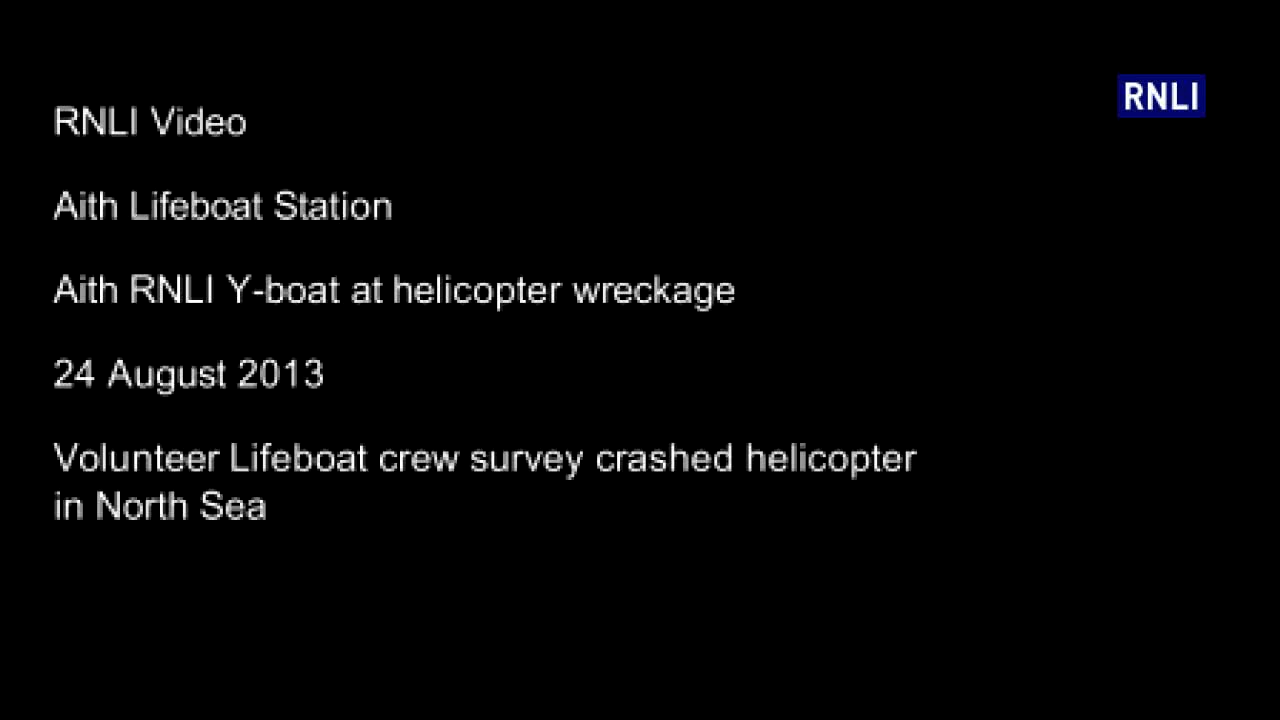 RNLI
RNLI Video
Aith Lifeboat Station
Aith RNLI Y-boat at helicopter wreckage
24 August 2013
Volunteer Lifeboat crew survey crashed helicopter
in North Sea